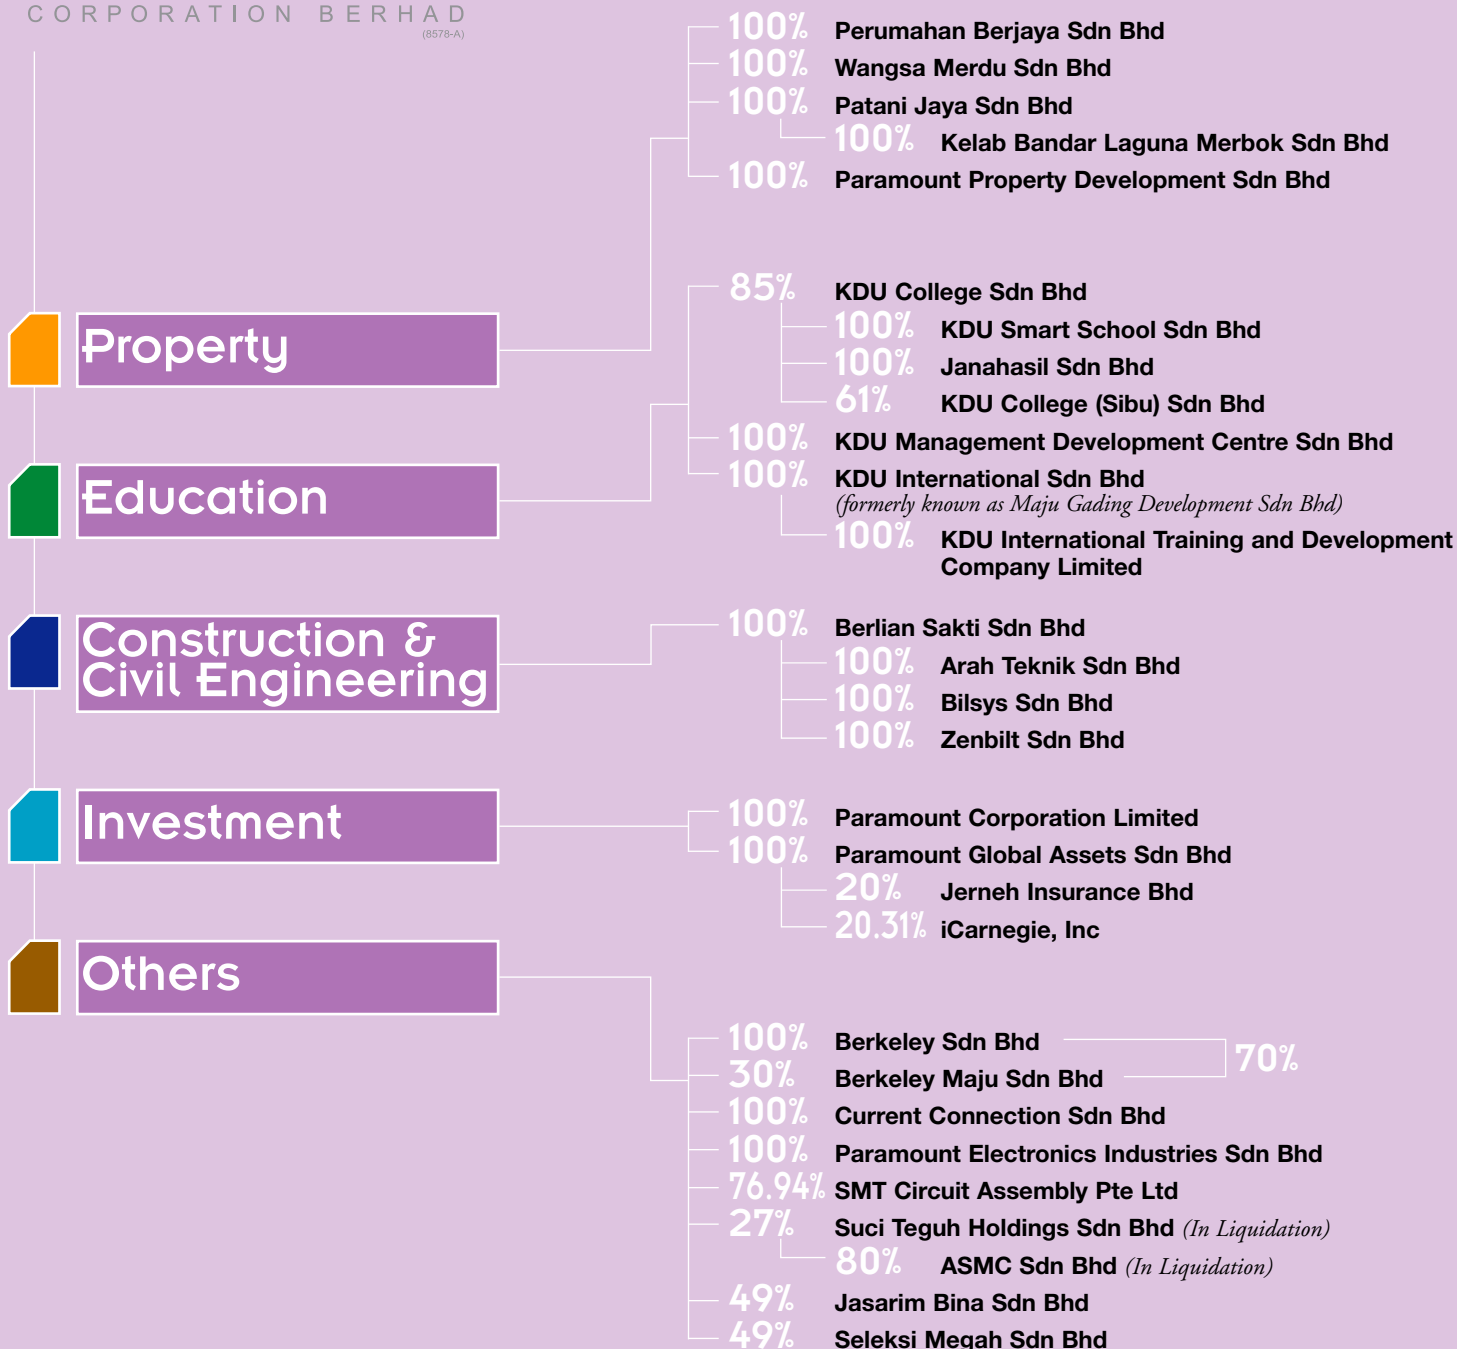 CORPORATION BERHAD
(8578-A)
100% Perumahan Berjaya Sdn Bhd
100% Wangsa Merdu Sdn Bhd
100% Patani Jaya Sdn Bhd
100% Kelab Bandar Laguna Merbok Sdn Bhd
100% Paramount Property Development Sdn Bhd
Property
85% KDU College Sdn Bhd
100% KDU Smart School Sdn Bhd
100% Janahasil Sdn Bhd
61% KDU College (Sibu) Sdn Bhd
100% KDU Management Development Centre Sdn Bhd
100% KDU International Sdn Bhd
(formerly known as Maju Gading Development Sdn Bhd)
100% KDU International Training and Development
Company Limited
Education
Construction &
Civil Engineering
100% Berlian Sakti Sdn Bhd
100% Arah Teknik Sdn Bhd
100% Bilsys Sdn Bhd
100% Zenbilt Sdn Bhd
Investment
100% Paramount Corporation Limited
100% Paramount Global Assets Sdn Bhd
20% Jerneh Insurance Bhd
20.31% iCarnegie, Inc
Others
100% Berkeley Sdn Bhd
70%
30% Berkeley Maju Sdn Bhd
100% Current Connection Sdn Bhd
100% Paramount Electronics Industries Sdn Bhd
76.94% SMT Circuit Assembly Pte Ltd
27% Suci Teguh Holdings Sdn Bhd (In Liquidation)
80% ASMC Sdn Bhd (In Liquidation)
49% Jasarim Bina Sdn Bhd
49% Seleksi Megah Sdn Bhd